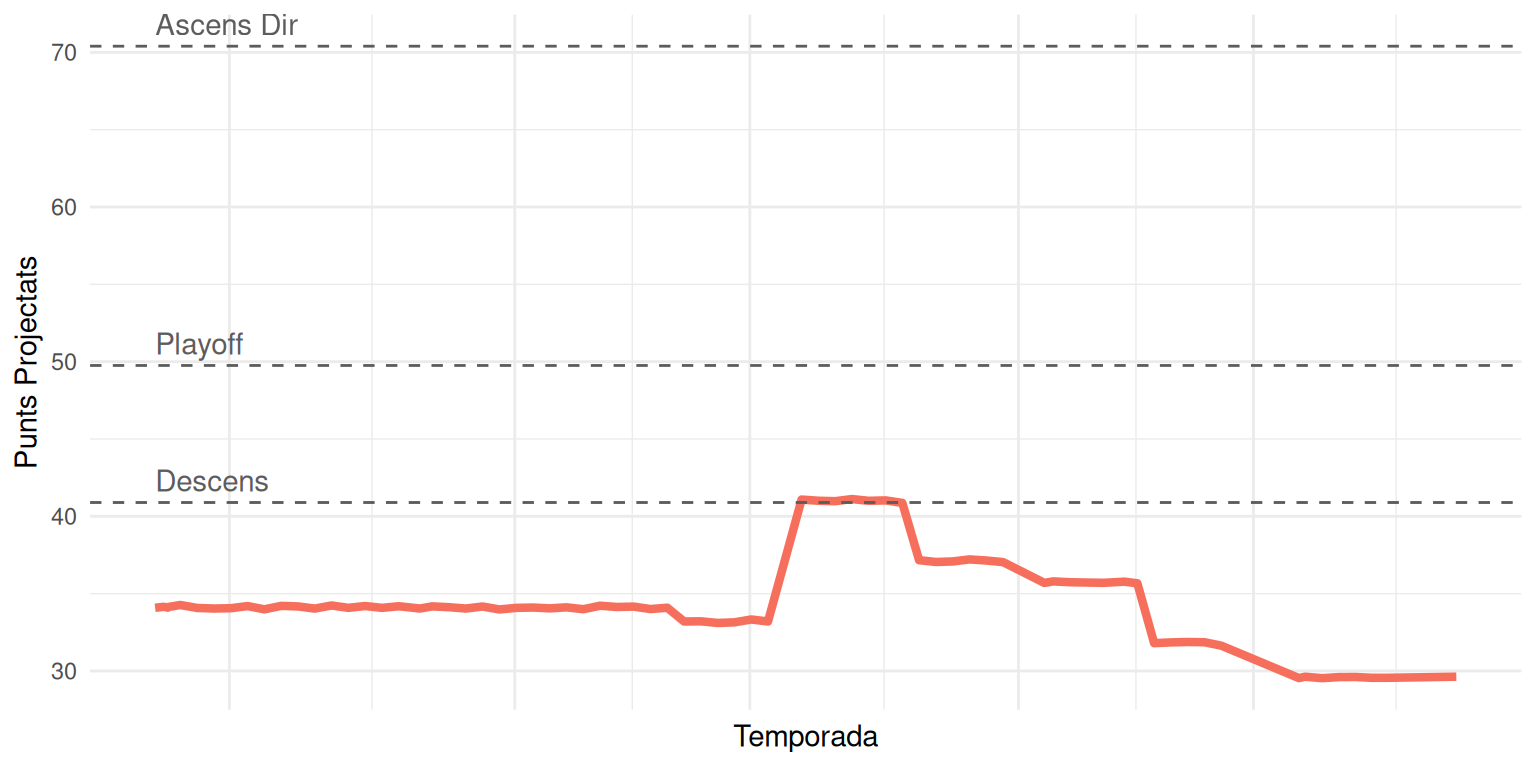 Ascens Dir
70
60
Playoff
50
Descens
40
30
Punts Projectats
Temporada